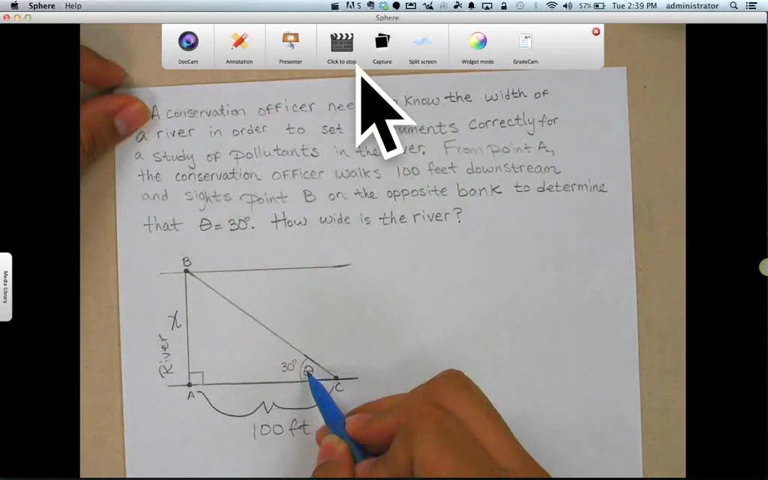 Sphere Help
5
57% Tue 2:39 PM administrator
Sphere
DocCam Annotation Presenter Click to stop Capture Split screen Widget mode GradeCam
A conservation officer know the width of
a river in order to set correctly for
a study of pollutants in the river. From point A,
the conservation officer walks 100 feet downstream
and sights point B on the opposite bank to determine
that θ=30°. How wide is the river?
B
x
River
30° θ
A C
100 ft
Media Library